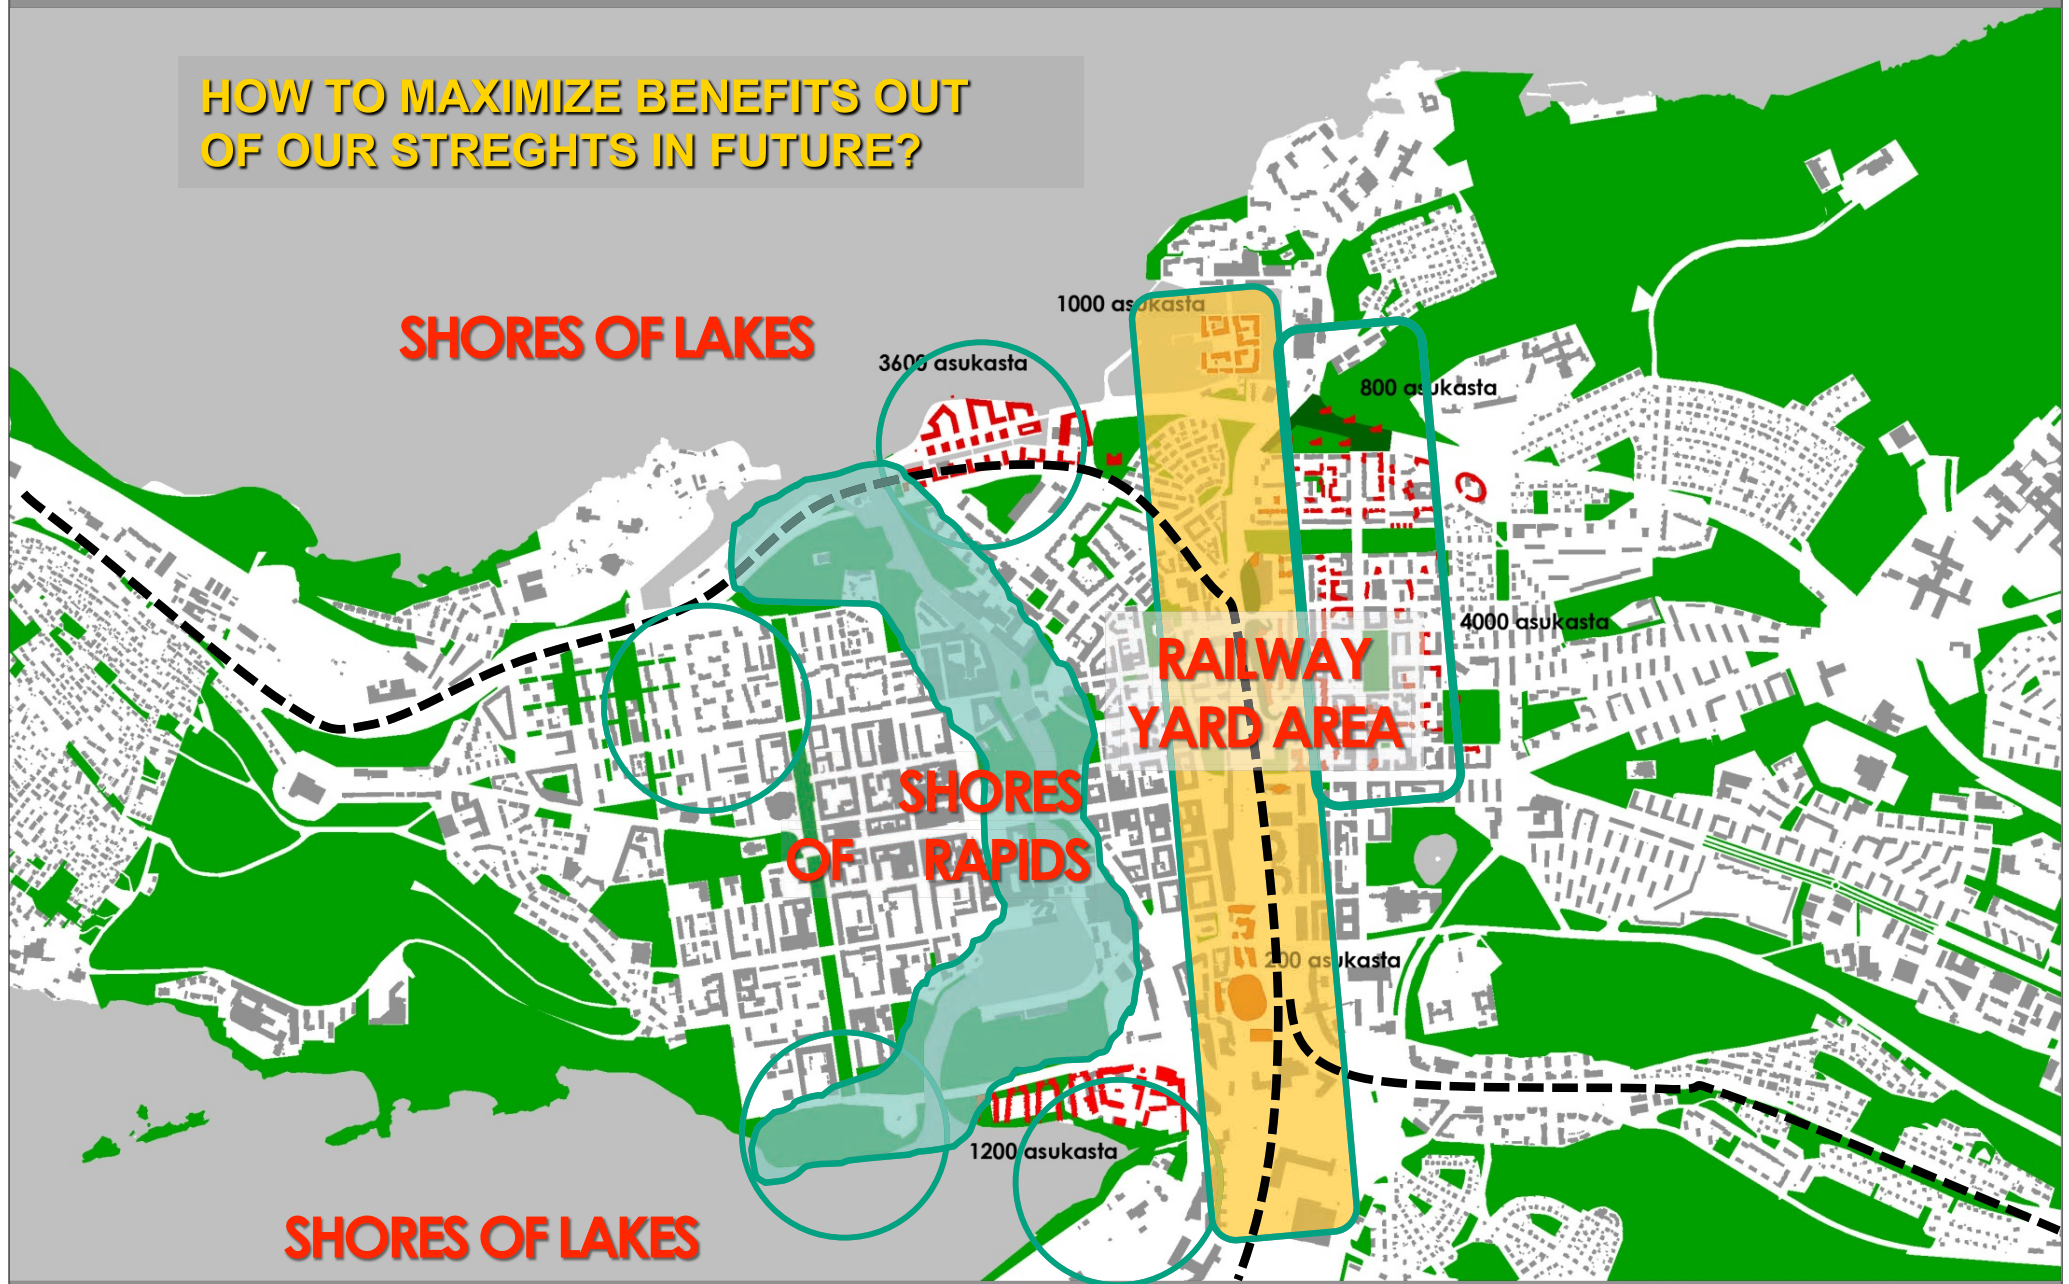 HOW TO MAXIMIZE BENEFITS OUT
OF OUR STREGHTS IN FUTURE?
1000 asukasta
SHORES OF LAKES
3600 asukasta
800 asukasta
4000 asukasta
RAILWAY
YARD AREA
SHORES
OF RAPIDS
200 asukasta
1200 asukasta
SHORES OF LAKES